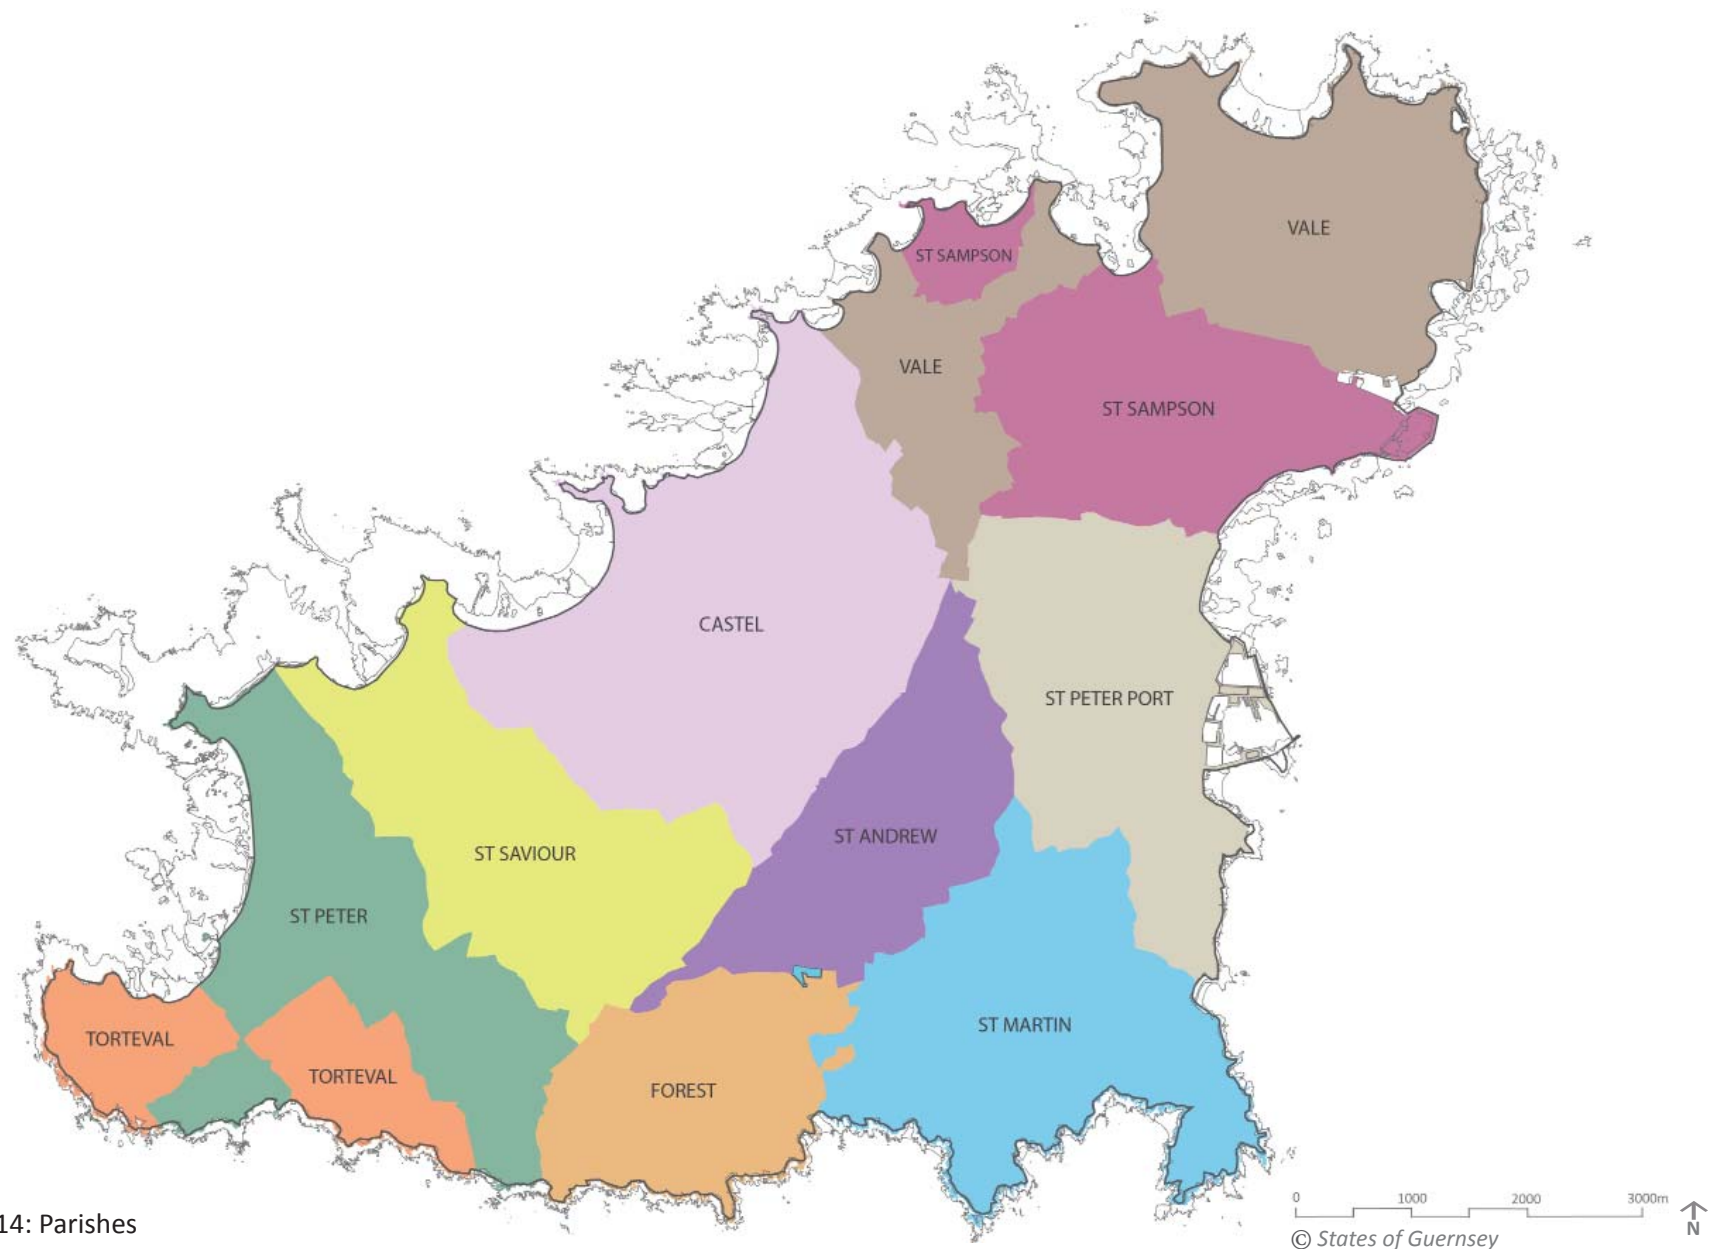 VALE
ST SAMPSON
VALE
ST SAMPSON
CASTEL
ST PETER PORT
ST ANDREW
ST SAVIOUR
ST PETER
ST MARTIN
TORTEVAL
TORTEVAL
FOREST
0 1000 2000 3000m
N
14: Parishes
© States of Guernsey